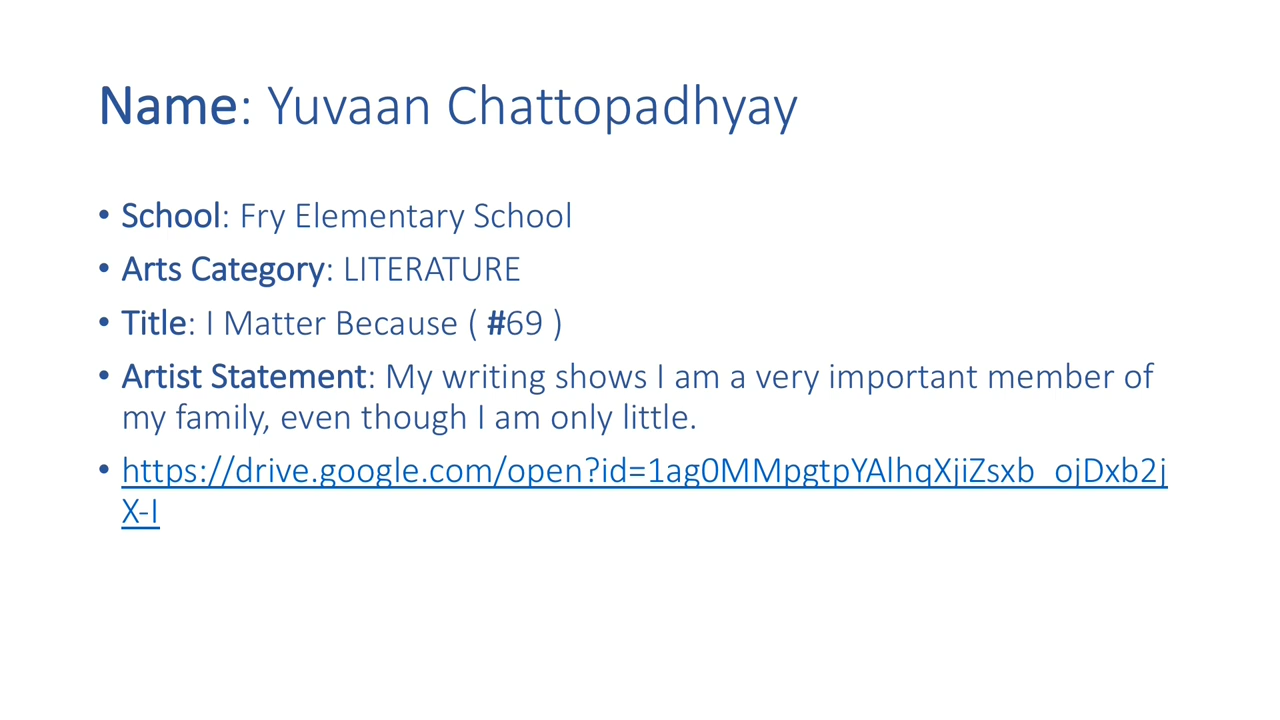 Name: Yuvaan Chattopadhyay
• School: Fry Elementary School
• Arts Category: LITERATURE
• Title: I Matter Because ( #69 )
• Artist Statement: My writing shows I am a very important member of
my family, even though I am only little.
• https://drive.google.com/open?id=1ag0MMpgtpYAlhqXjiZsxb_ojDxb2j
X-I